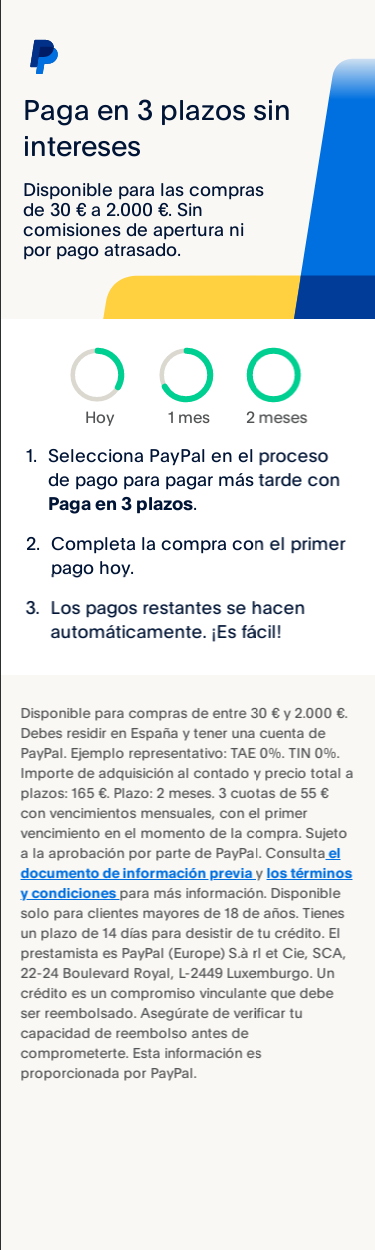 Paga en 3 plazos sin
intereses
Disponible para las compras
de 30 € a 2.000 €. Sin
comisiones de apertura ni
por pago atrasado.
Hoy
1 mes
2 meses
1. Selecciona PayPal en el proceso
de pago para pagar más tarde con
Paga en 3 plazos.
2. Completa la compra con el primer
pago hoy.
3. Los pagos restantes se hacen
automáticamente. ¡Es fácil!
Disponible para compras de entre 30 € y 2.000 €.
Debes residir en España y tener una cuenta de
PayPal. Ejemplo representativo: TAE 0%. TIN 0%.
Importe de adquisición al contado y precio total a
plazos: 165 €. Plazo: 2 meses. 3 cuotas de 55 €
con vencimientos mensuales, con el primer
vencimiento en el momento de la compra. Sujeto
a la aprobación por parte de PayPal. Consulta el
documento de información previa y los términos
y condiciones para más información. Disponible
solo para clientes mayores de 18 de años. Tienes
un plazo de 14 días para desistir de tu crédito. El
prestamista es PayPal (Europe) S.à rl et Cie, SCA,
22-24 Boulevard Royal, L-2449 Luxemburgo. Un
crédito es un compromiso vinculante que debe
ser reembolsado. Asegúrate de verificar tu
capacidad de reembolso antes de
comprometerte. Esta información es
proporcionada por PayPal.